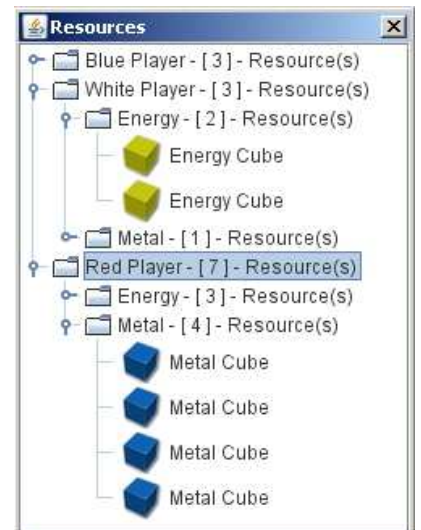 Resources
Blue Player - [ 3 ] - Resource(s)
White Player - [ 3 ] - Resource(s)
Energy - [ 2 ] - Resource(s)
Energy Cube
Energy Cube
Metal - [ 1 ] - Resource(s)
Red Player - [ 7 ] - Resource(s)
Energy - [ 3 ] - Resource(s)
Metal - [ 4 ] - Resource(s)
Metal Cube
Metal Cube
Metal Cube
Metal Cube